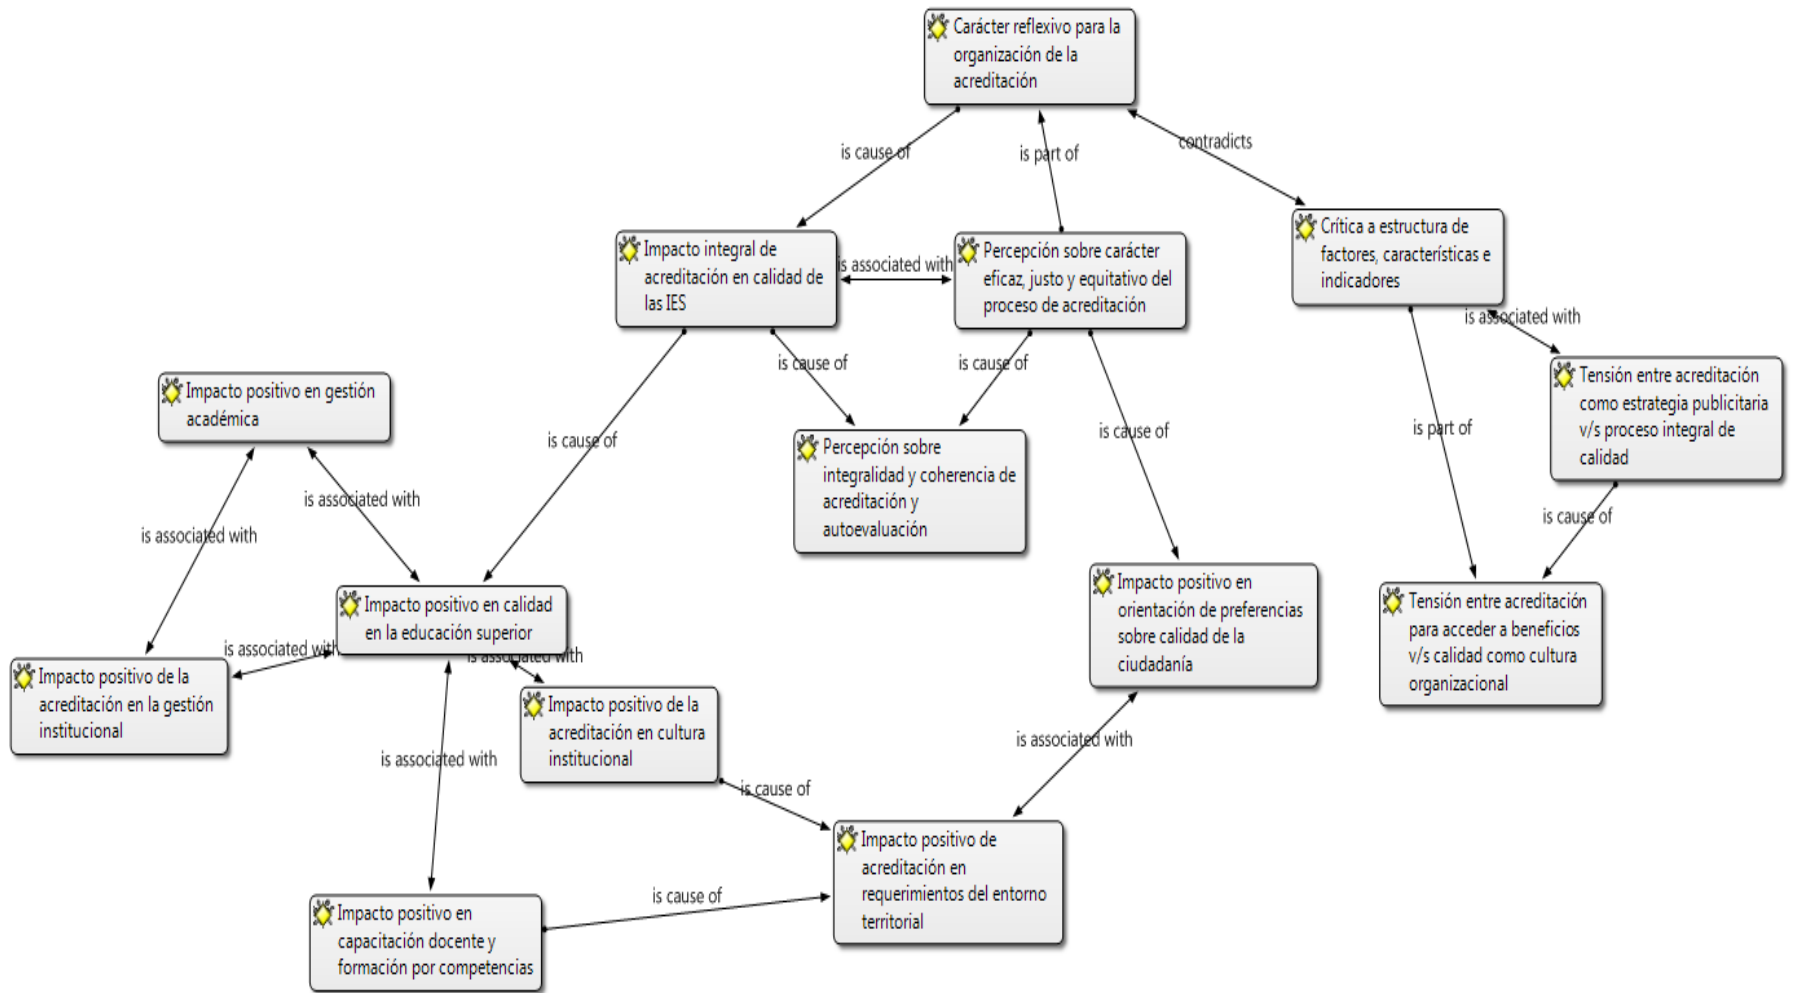 Carácter reflexivo para la
organización de la
acreditación
is cause of
is part of
contradicts
Impacto integral de
acreditación en calidad de
las IES
is associated with
Percepción sobre carácter
eficaz, justo y equitativo del
proceso de acreditación
Crítica a estructura de
factores, características e
indicadores
is associated with
is cause of
is cause of
is cause of
is cause of
is part of
Tensión entre acreditación
como estrategia publicitaria
v/s proceso integral de
calidad
Impacto positivo en gestión
académica
Percepción sobre
integralidad y coherencia de
acreditación y
autoevaluación
is associated with
is associated with
is cause of
Impacto positivo en calidad
en la educación superior
Impacto positivo en
orientación de preferencias
sobre calidad de la
ciudadanía
Tensión entre acreditación
para acceder a beneficios
v/s calidad como cultura
organizacional
is associated with
is associated with
Impacto positivo de la
acreditación en la gestión
institucional
Impacto positivo de la
acreditación en cultura
institucional
is associated with
is associated with
is cause of
Impacto positivo de
acreditación en
requerimientos del entorno
territorial
is cause of
Impacto positivo en
capacitación docente y
formación por competencias